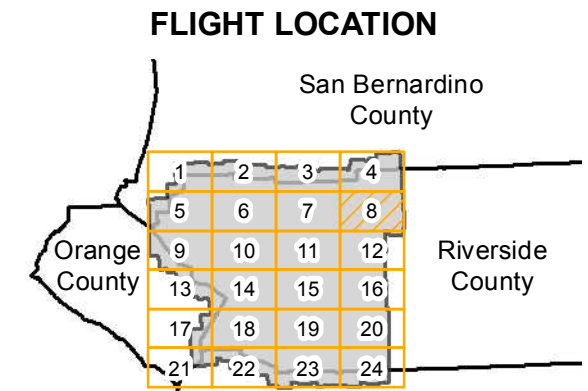 FLIGHT LOCATION
San Bernardino
County
1 2 3 4
5 6 7 8
Orange
County
9 10 11 12
Riverside
County
13 14 15 16
17 18 19 20
21 22 23 24